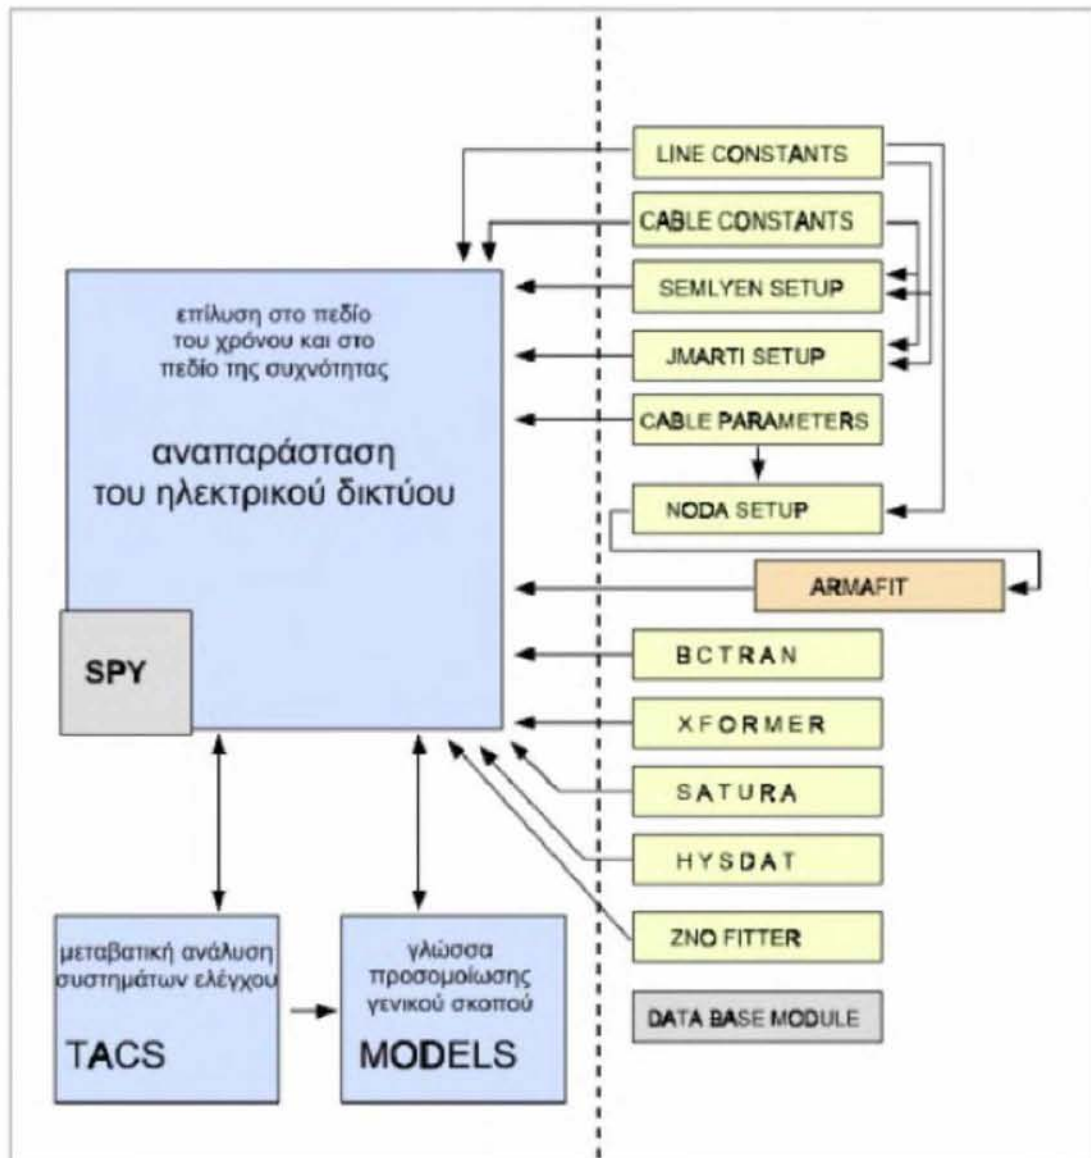 επίλυση στο πεδίο
του χρόνου και στο
πεδίο της συχνότητας
αναπαράσταση
του ηλεκτρικού δικτύου
SPY
μεταβατική ανάλυση
συστημάτων ελέγχου
TACS
γλώσσα
προσομοίωσης
γενικού σκοπού
MODELS
LINE CONSTANTS
CABLE CONSTANTS
SEMLYEN SETUP
JMARTI SETUP
CABLE PARAMETERS
NODA SETUP
ARMAFIT
BCTRAN
XFORMER
SATURA
HYSDAT
ZNO FITTER
DATA BASE MODULE